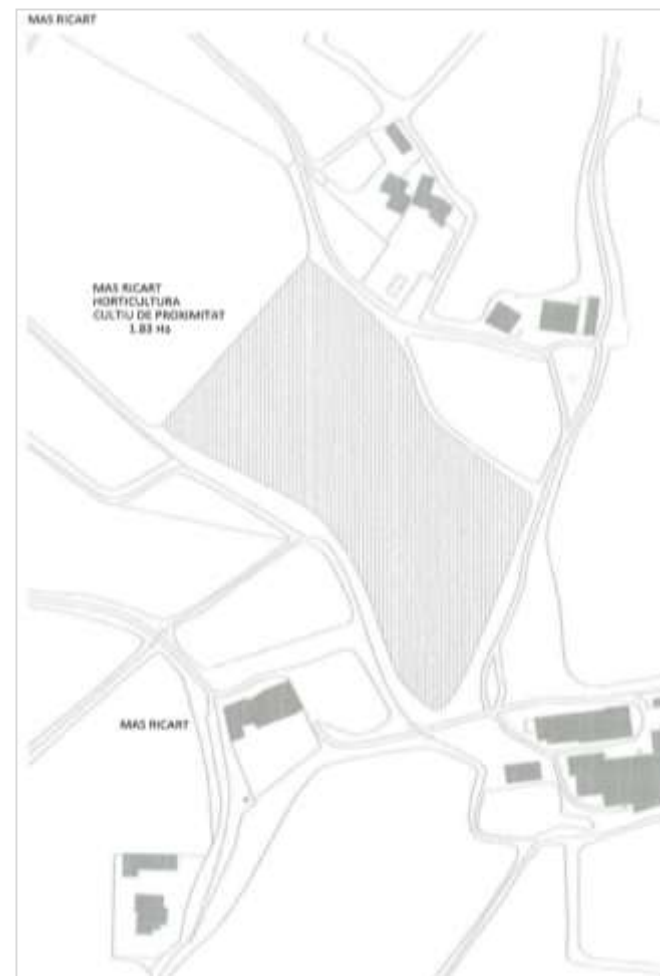 MAS RICART
MAS RICART
HORTICULTURA
CULTIU DE PROXIMITAT
1.83 Ha
MAS RICART